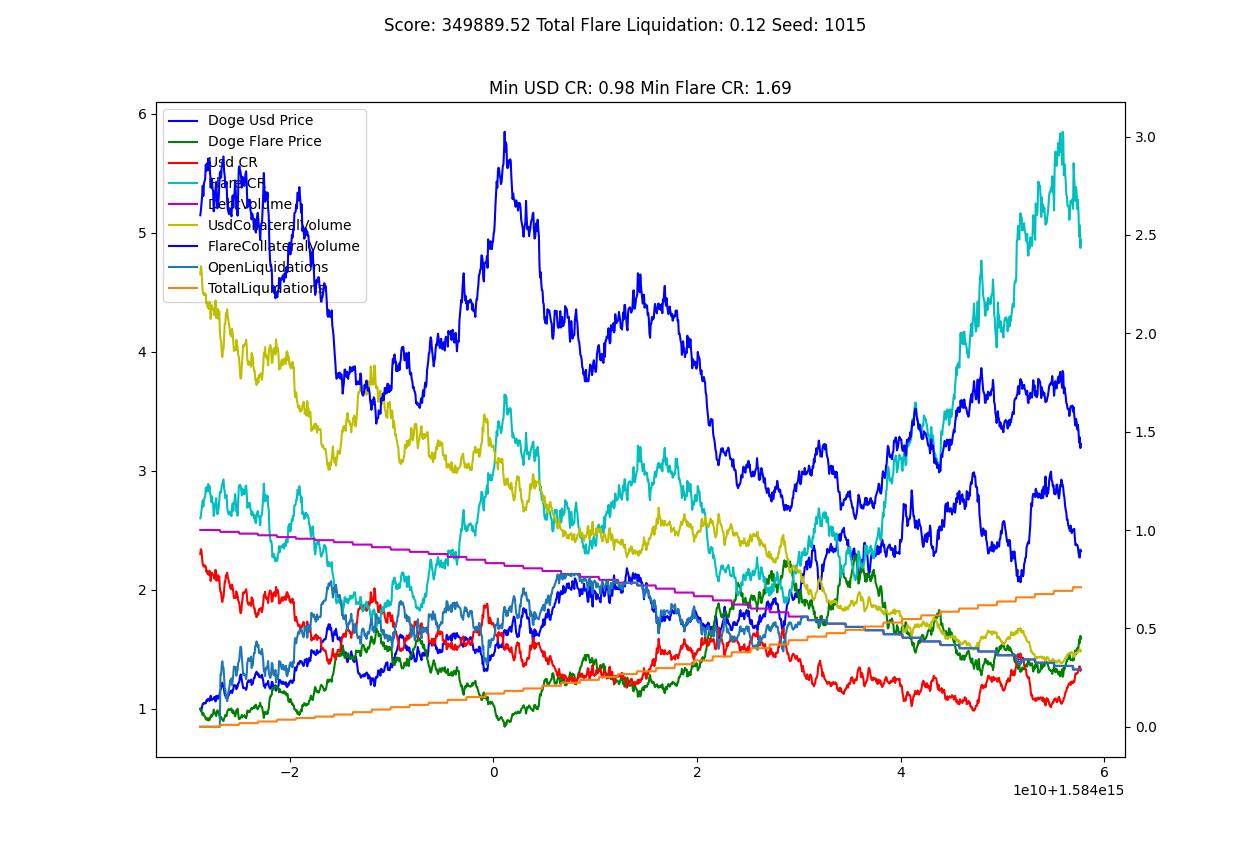 Score: 349889.52 Total Flare Liquidation: 0.12 Seed: 1015
Min USD CR: 0.98 Min Flare CR: 1.69
Doge Usd Price
Doge Flare Price
Usd CR
Flare CR
DebtVolume
UsdCollateralVolume
FlareCollateralVolume
OpenLiquidations
TotalLiquidations
6
5
4
3
2
1
3.0
2.5
2.0
1.5
1.0
0.5
0.0
−2
0
2
4
6
1e10+1.584e15